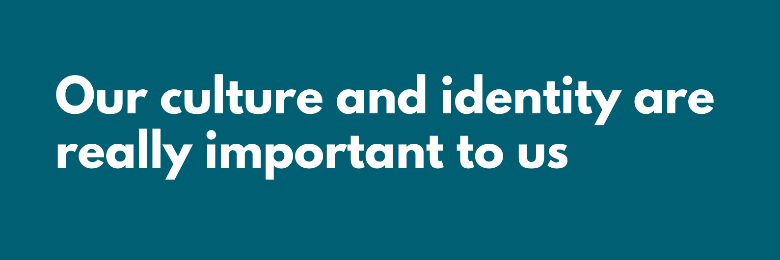 Our culture and identity are
really important to us